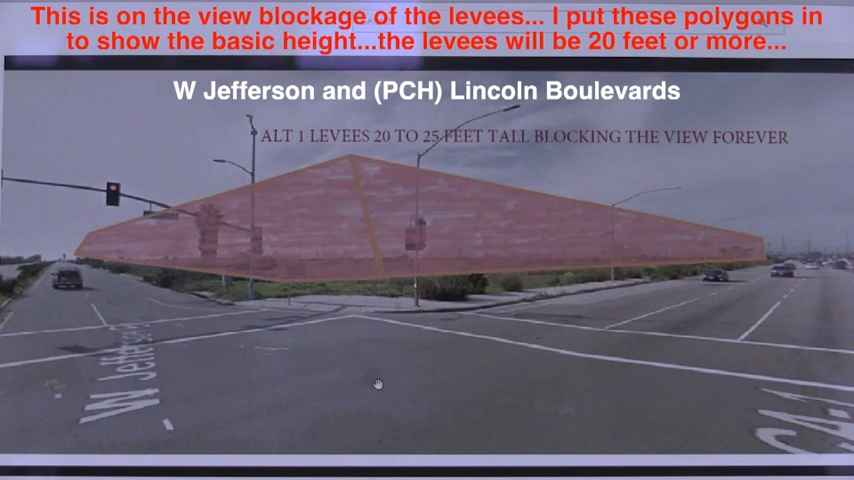 This is on the view blockage of the levees... I put these polygons in
to show the basic height...the levees will be 20 feet or more...
W Jefferson and (PCH) Lincoln Boulevards
ALT 1 LEVEES 20 TO 25 FEET TALL BLOCKING THE VIEW FOREVER
W Jefferson
CA-1